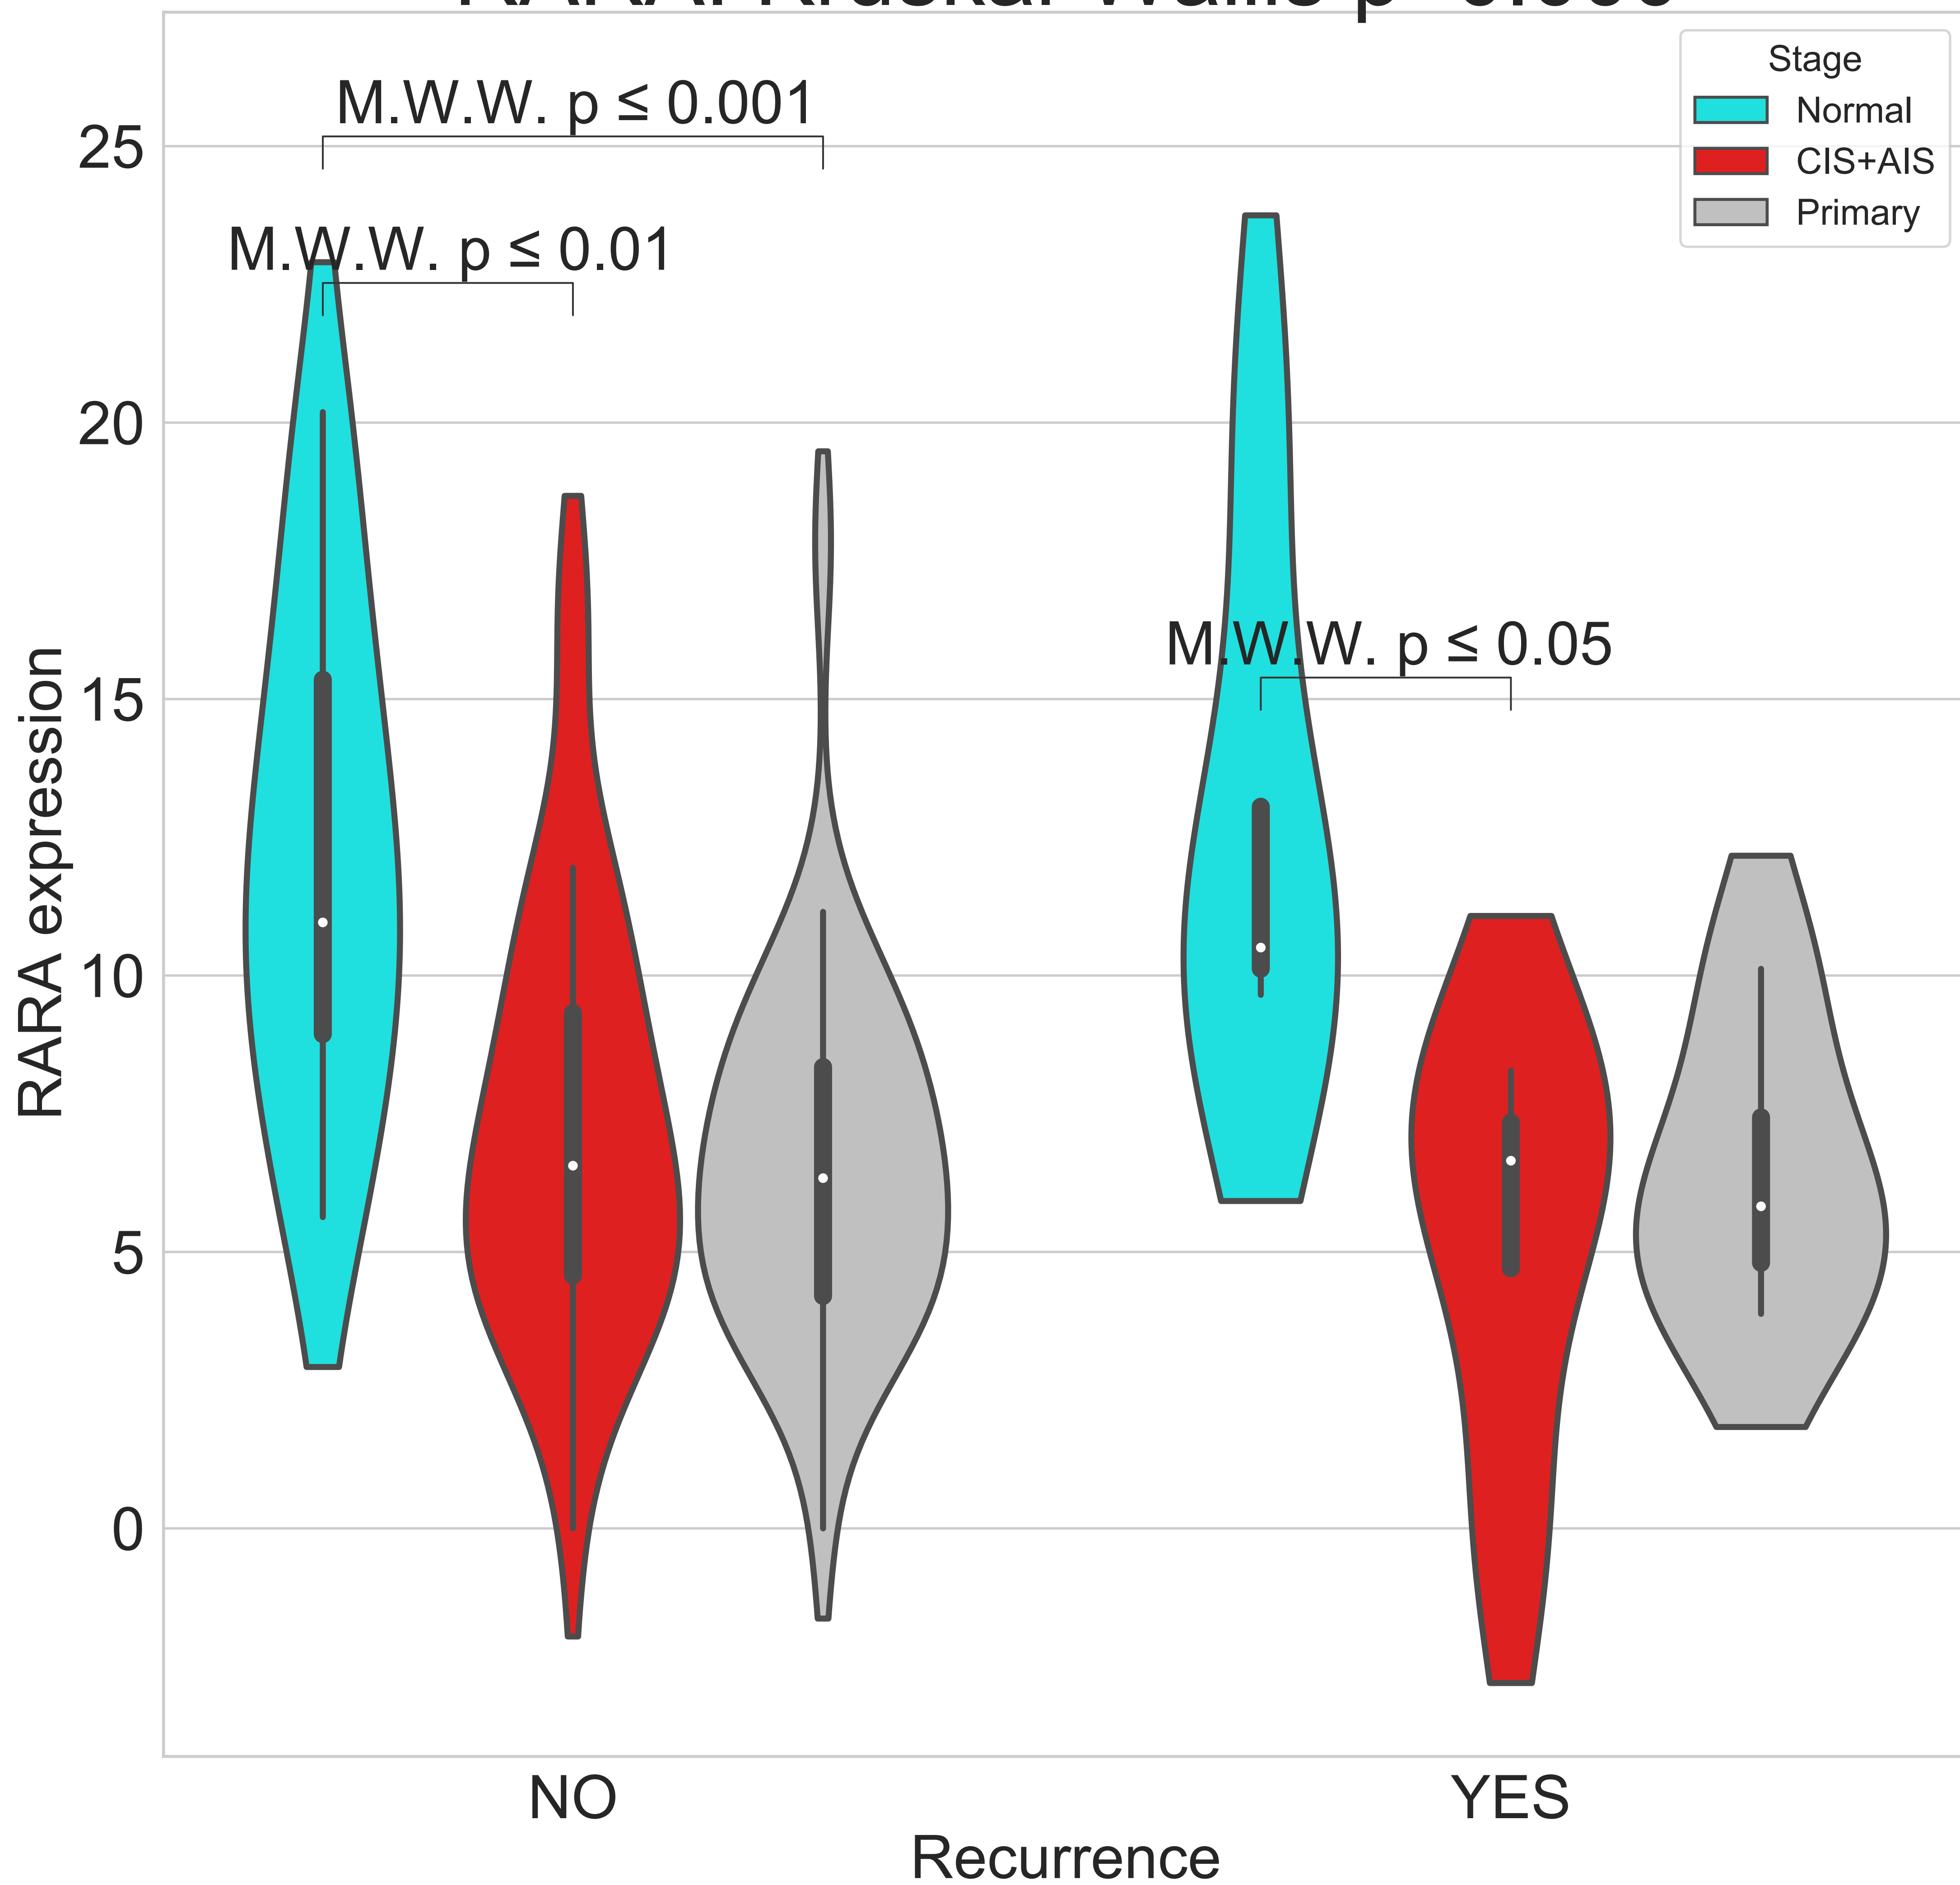 Stage
Normal
CIS+AIS
Primary
M.W.W. p ≤ 0.001
M.W.W. p ≤ 0.01
M.W.W. p ≤ 0.05
25
20
15
10
5
0
RARA expression
NO
YES
Recurrence